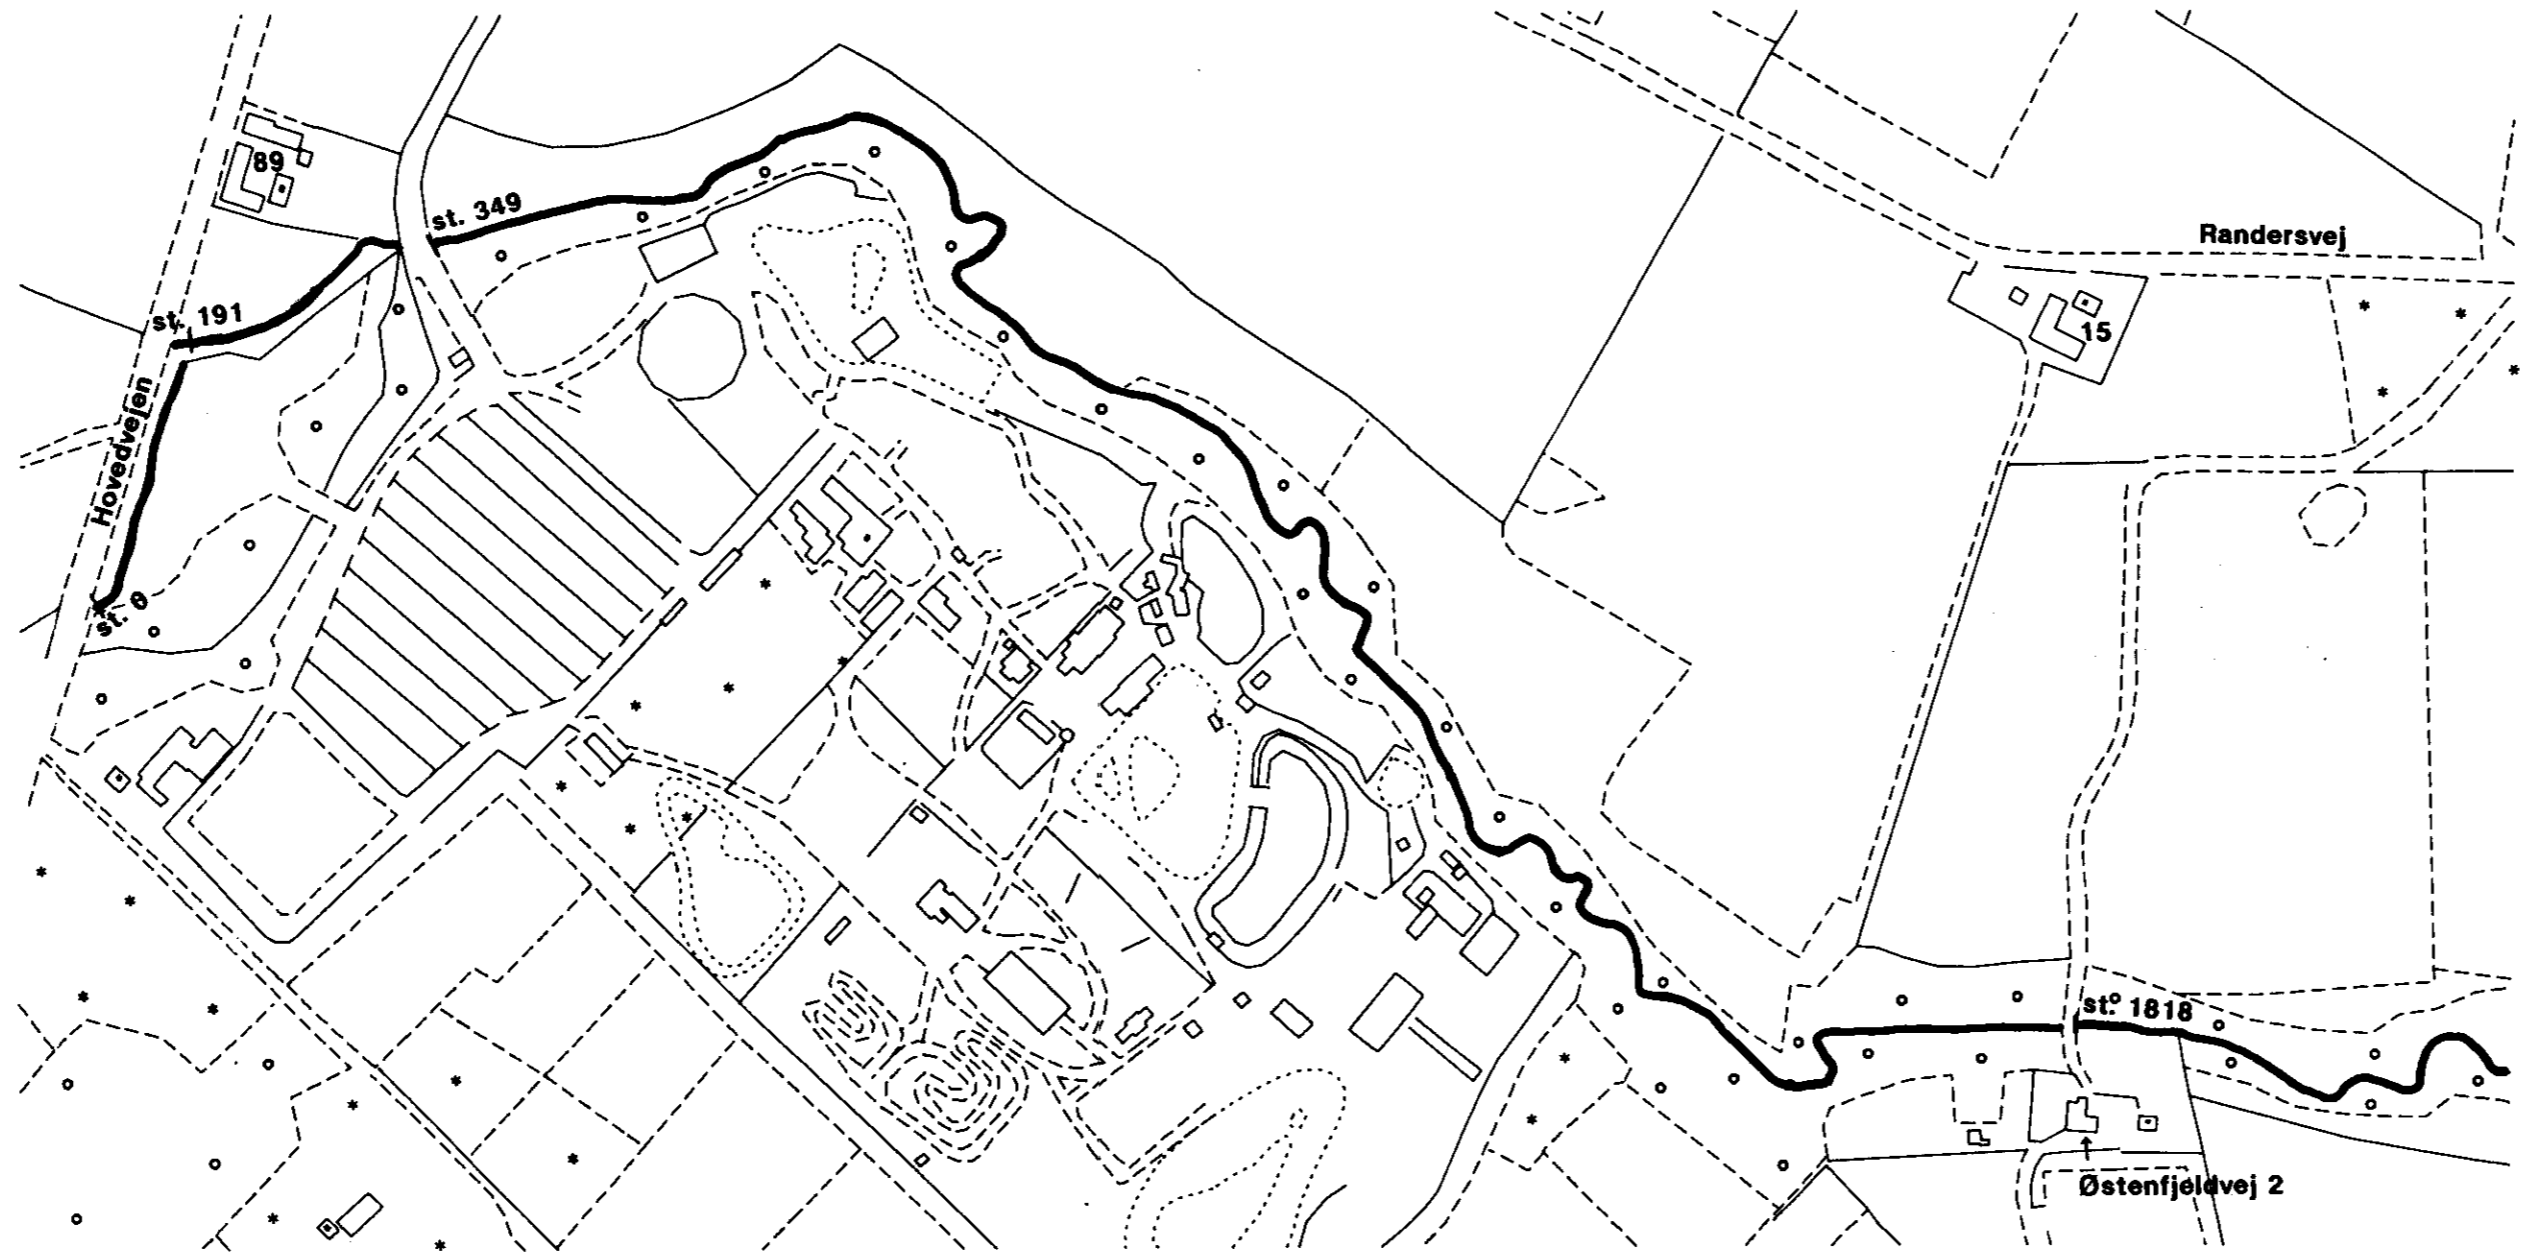 89
st. 349
Randersvej
st. 191
15
Hovedvejen
st. 0
st. 1818
Østenfjeldvej 2